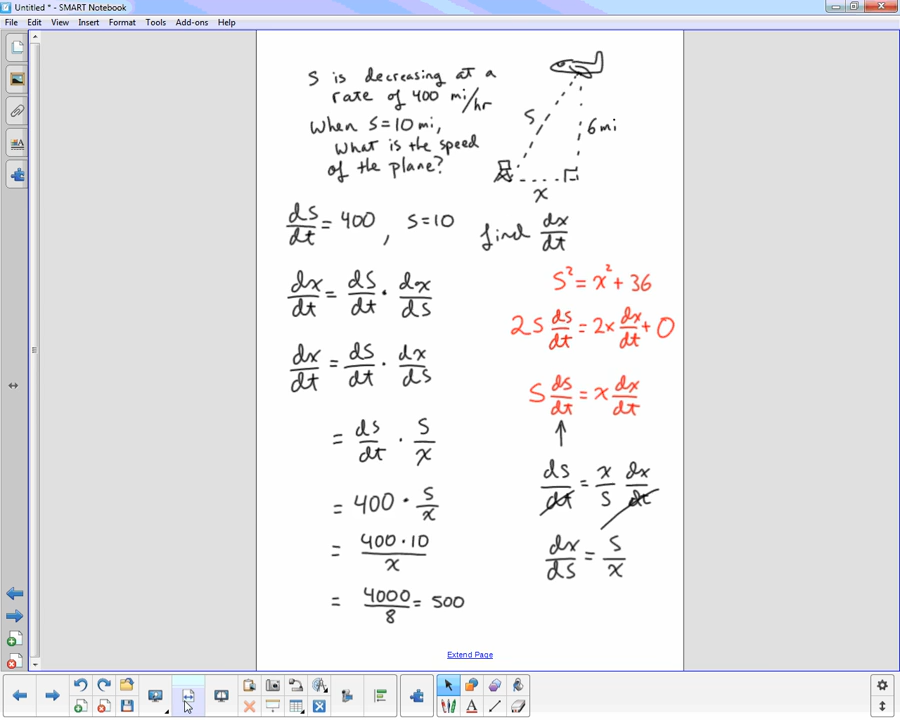 Untitled * - SMART Notebook
File Edit View Insert Format Tools Add-ons Help
S is decreasing at a
rate of 400 mi/hr
When S=10 mi,
What is the speed
of the plane?
S
6 mi
x
ds/dt = 400, s=10 find dx/dt
dx/dt = ds/dt · dx/ds
dx/dt = ds/dt · dx/ds
= ds/dt · s/x
= 400 · s/x
= 400·10/x
= 4000/8 = 500
S² = x² + 36
2S ds/dt = 2x dx/dt + 0
S ds/dt = x dx/dt
↑
ds/dt = x/s dx/dt
dx/ds = s/x
Extend Page